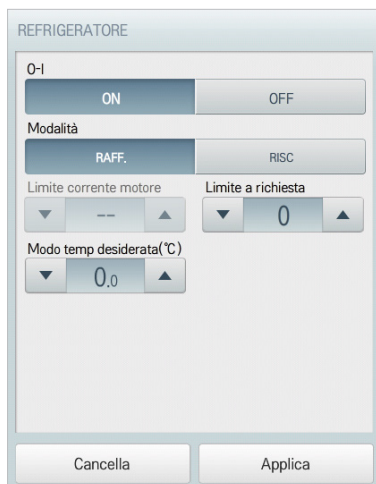 REFRIGERATORE
O-I
ON OFF
Modalità
RAFF. RISC
Limite corrente motore Limite a richiesta
▼ -- ▲ ▼ 0 ▲
Modo temp desiderata(℃)
▼ 0.0 ▲
Cancella Applica